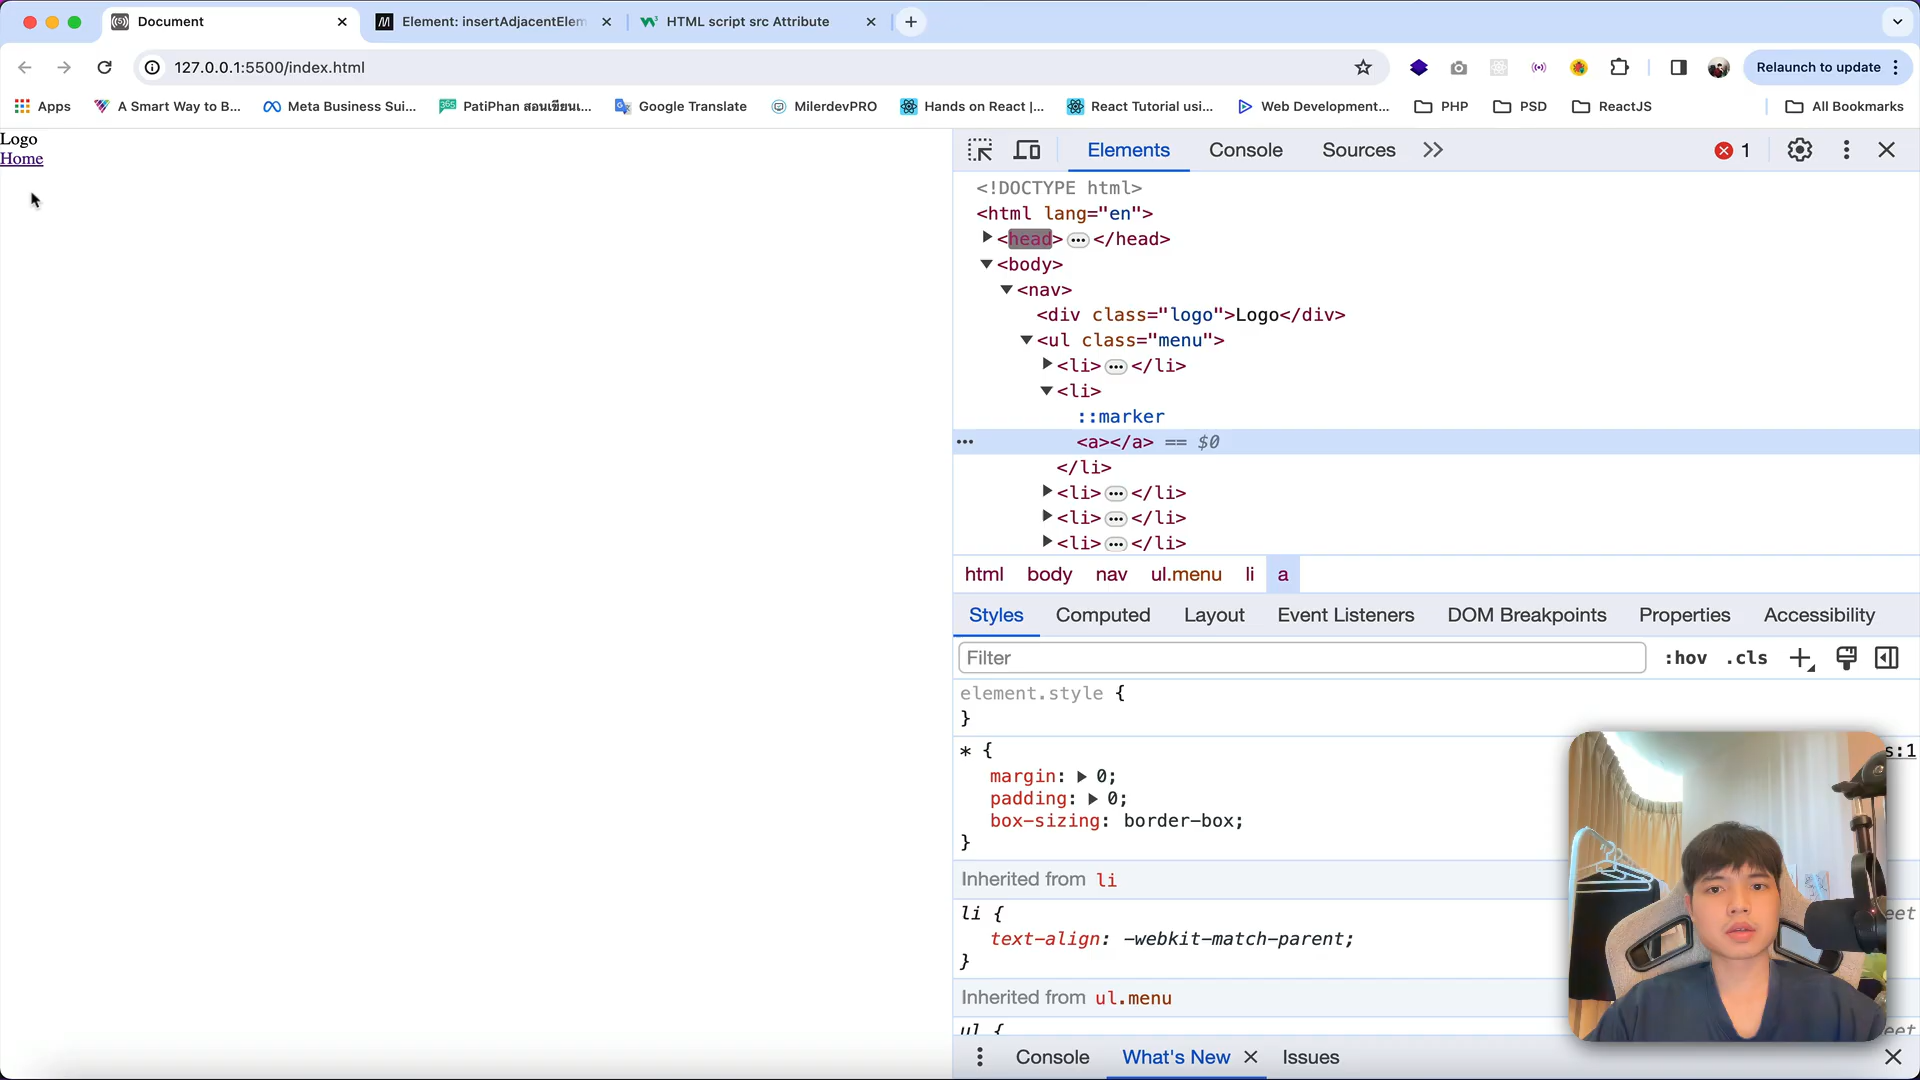 Document
Element: insertAdjacentElem
HTML script src Attribute
127.0.0.1:5500/index.html
Relaunch to update
Apps
A Smart Way to B...
Meta Business Sui...
PatiPhan สอนเขียนเ...
Google Translate
MilerdevPRO
Hands on React |...
React Tutorial usi...
Web Development...
PHP
PSD
ReactJS
All Bookmarks
Logo
Home
Elements
Console
Sources
1
<!DOCTYPE html>
<html lang="en">
<head> ... </head>
<body>
<nav>
<div class="logo">Logo</div>
<ul class="menu">
<li> ... </li>
<li>
::marker
<a></a> == $0
</li>
<li> ... </li>
<li> ... </li>
<li> ... </li>
html body nav ul.menu li a
Styles Computed Layout Event Listeners DOM Breakpoints Properties Accessibility
Filter
:hov .cls
element.style {
}
* {
s:1
margin: 0;
padding: 0;
box-sizing: border-box;
}
Inherited from li
li {
eet
text-align: -webkit-match-parent;
}
Inherited from ul.menu
ul {
eet
Console
What's New
Issues